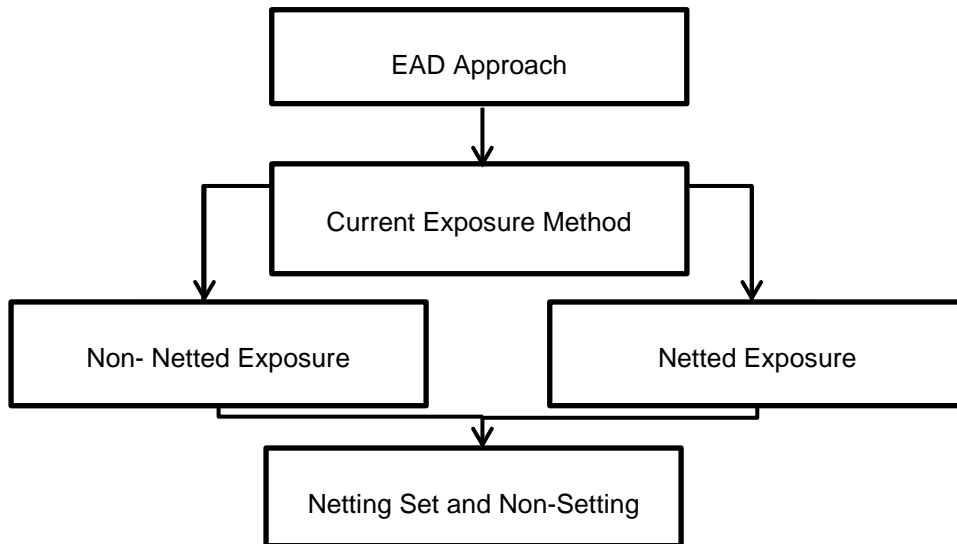 EAD Approach
Current Exposure Method
Non- Netted Exposure
Netted Exposure
Netting Set and Non-Setting